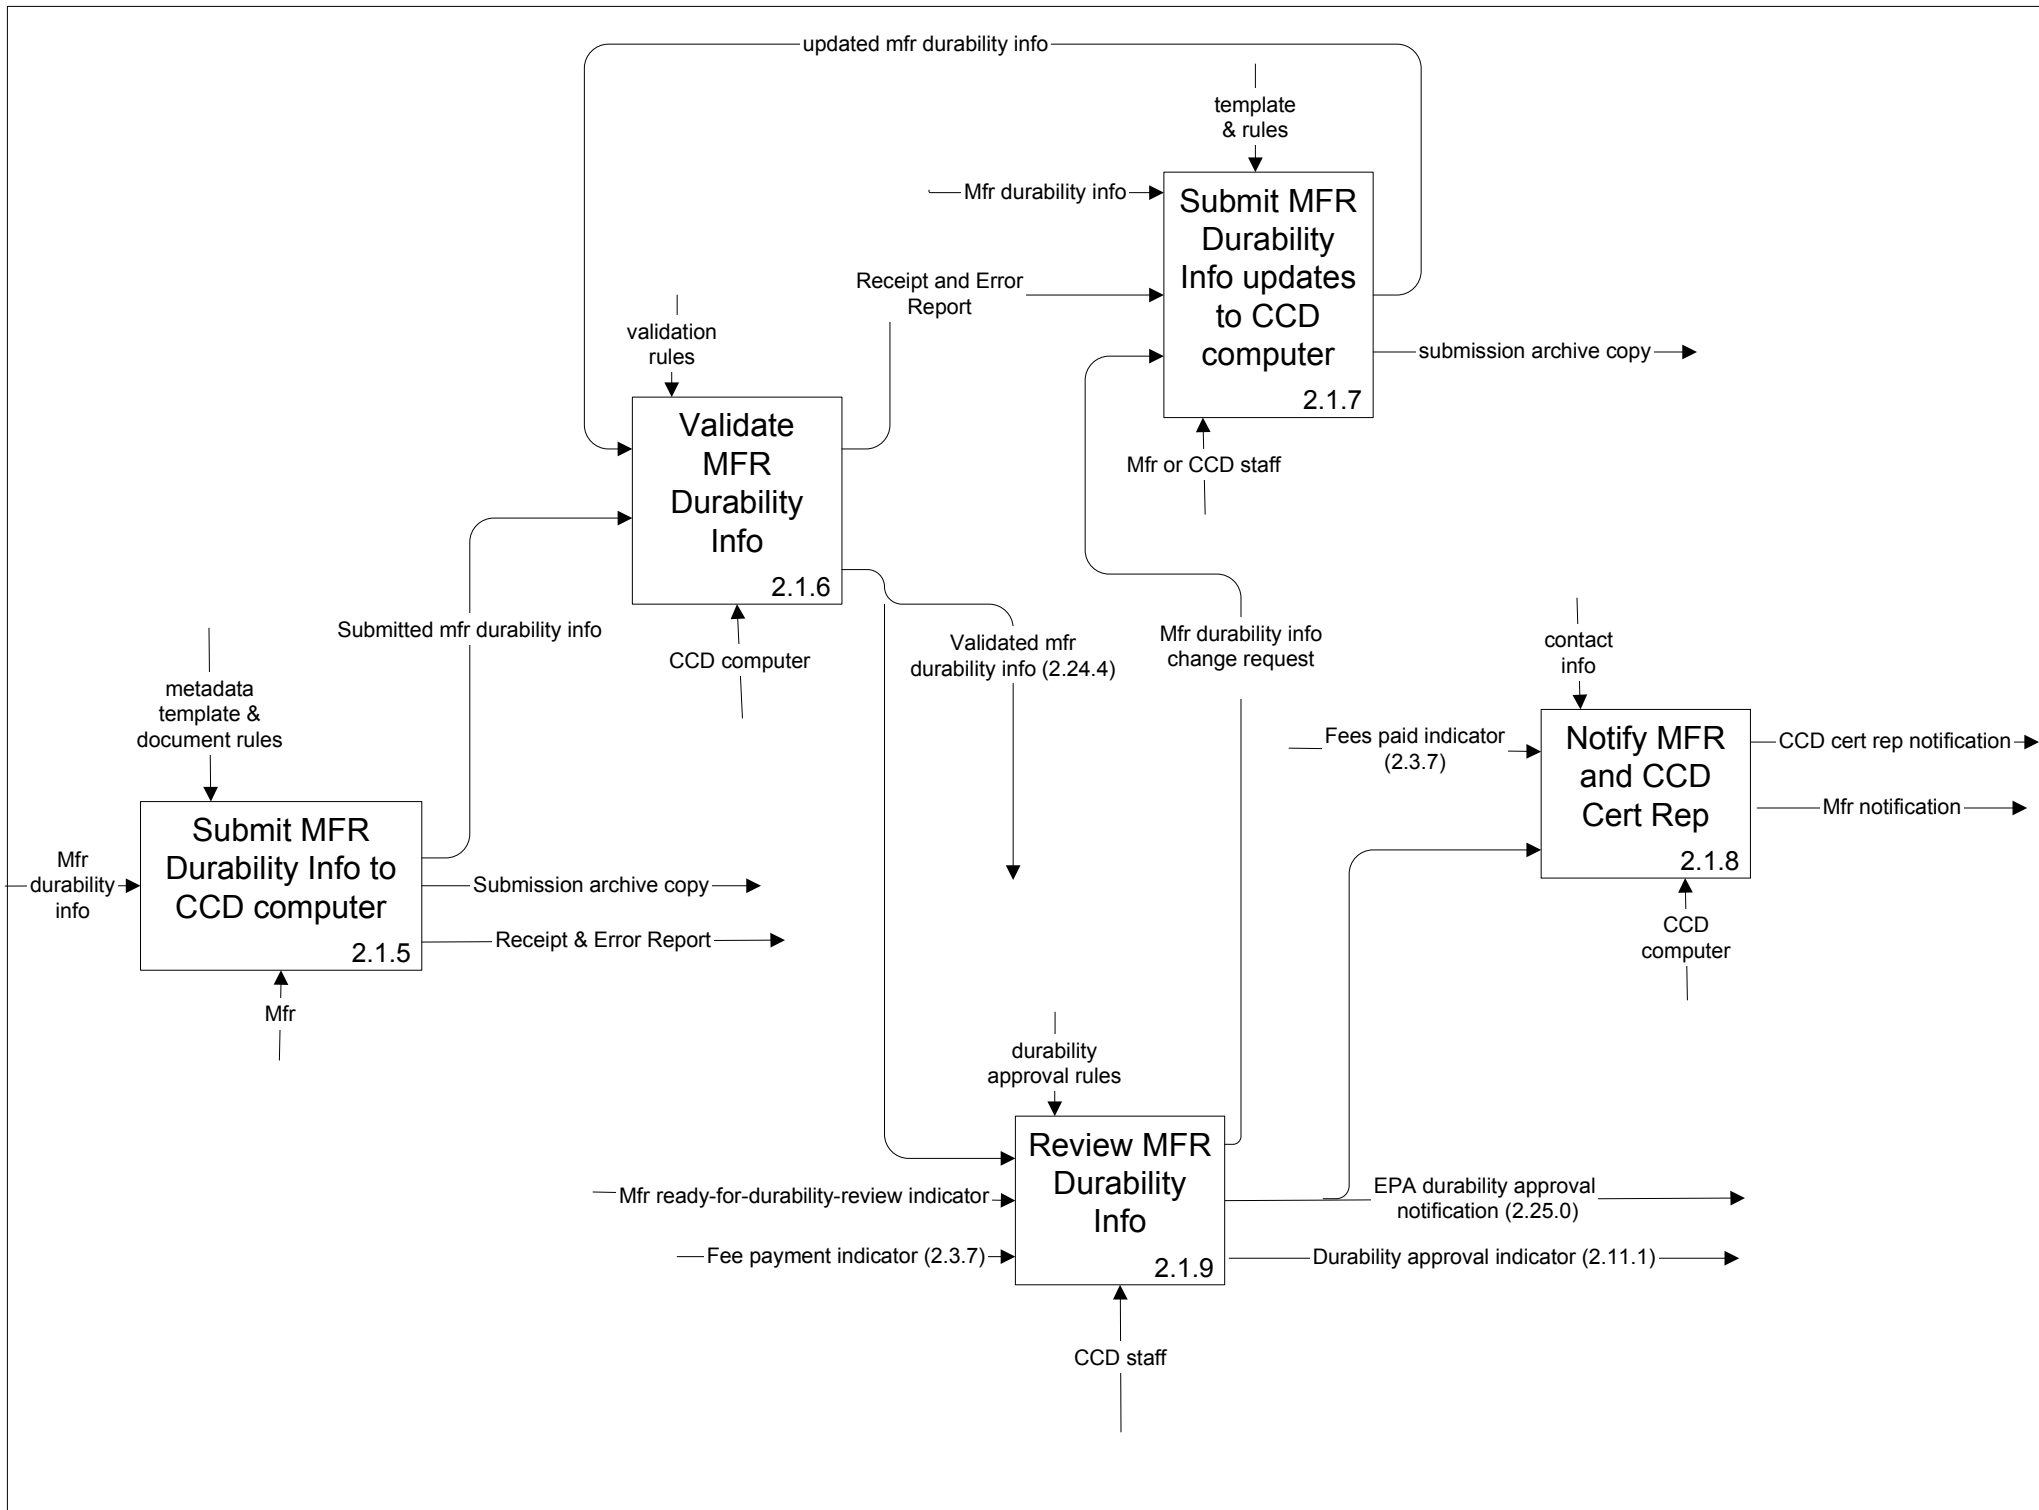 updated mfr durability info
template
& rules
Mfr durability info
Submit MFR
Durability
Info updates
to CCD
computer
2.1.7
Receipt and Error
Report
submission archive copy
Mfr or CCD staff
validation
rules
Validate
MFR
Durability
Info
2.1.6
CCD computer
Submitted mfr durability info
Validated mfr
durability info (2.24.4)
Mfr durability info
change request
contact
info
Fees paid indicator
(2.3.7)
Notify MFR
and CCD
Cert Rep
2.1.8
CCD cert rep notification
Mfr notification
CCD
computer
metadata
template &
document rules
Mfr
durability
info
Submit MFR
Durability Info to
CCD computer
2.1.5
Submission archive copy
Receipt & Error Report
Mfr
durability
approval rules
Review MFR
Durability
Info
2.1.9
Mfr ready-for-durability-review indicator
Fee payment indicator (2.3.7)
EPA durability approval
notification (2.25.0)
Durability approval indicator (2.11.1)
CCD staff